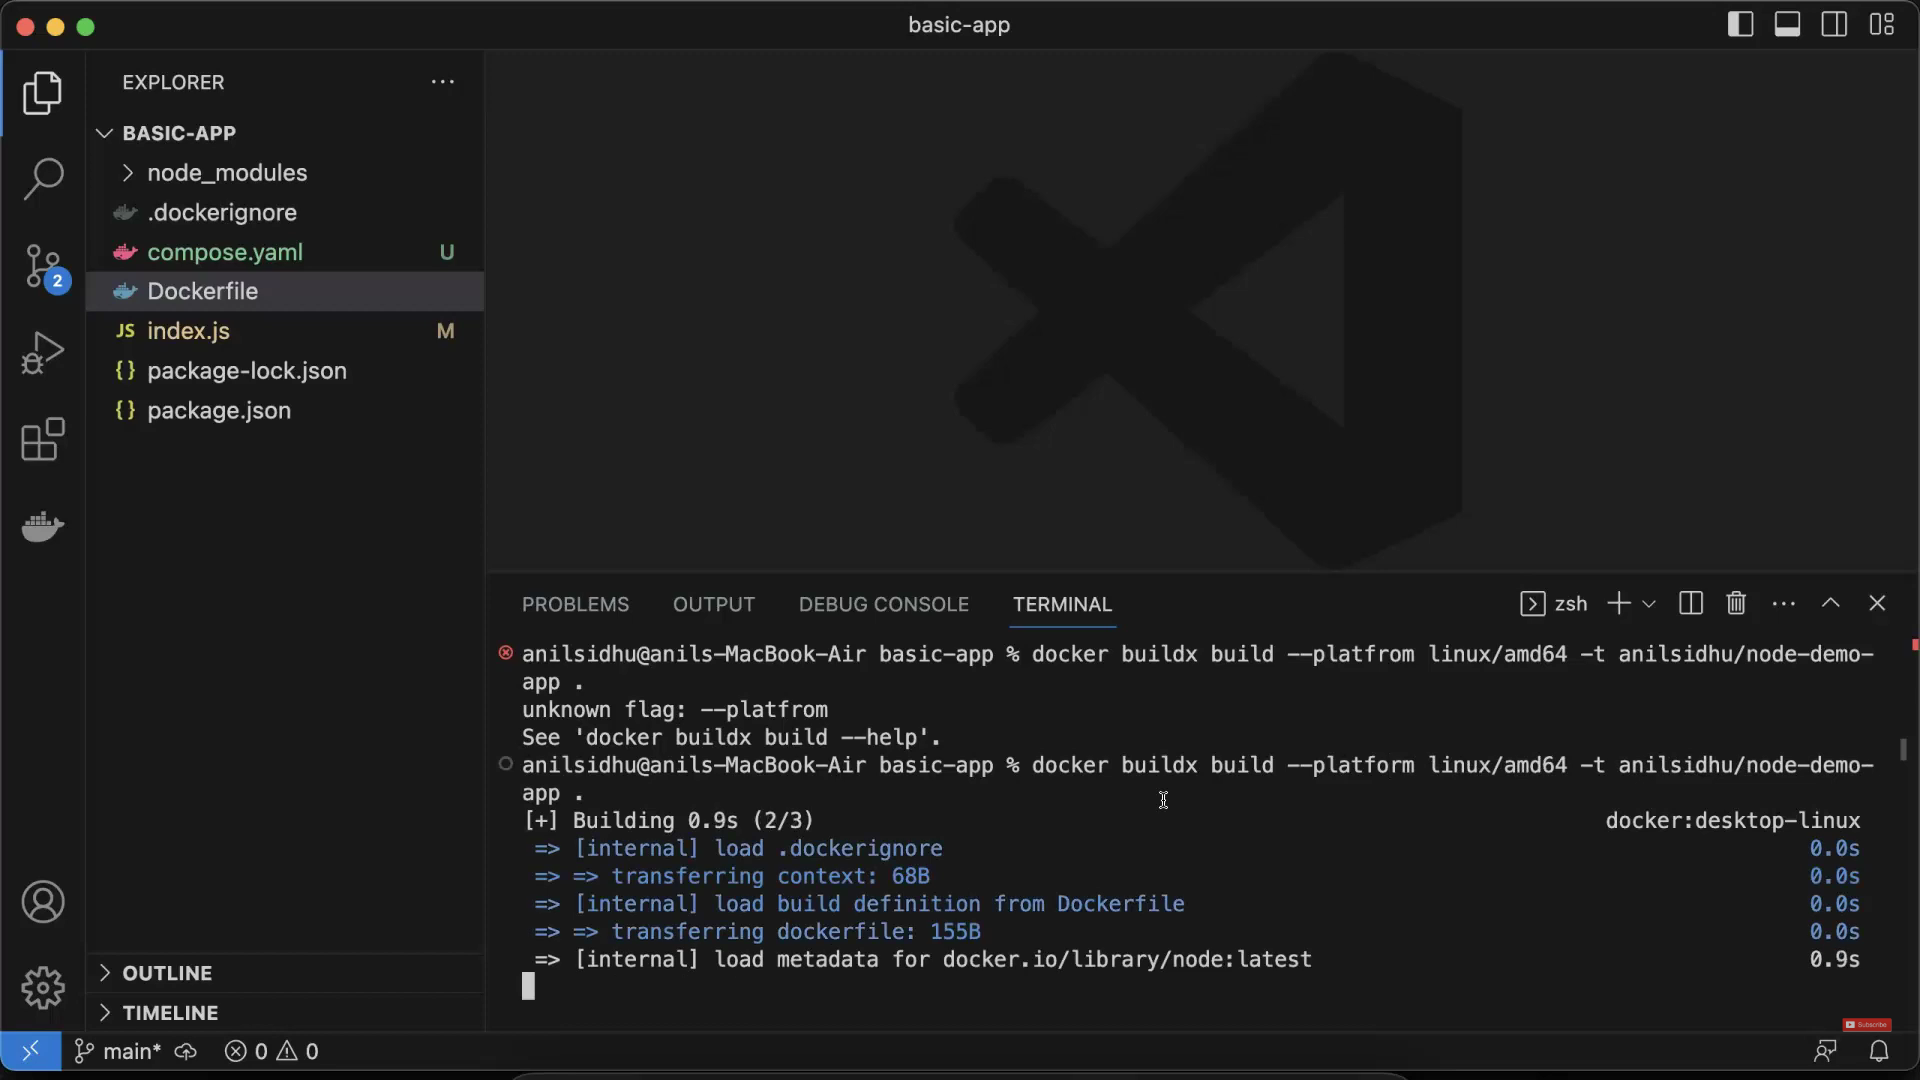 basic-app
EXPLORER
BASIC-APP
node_modules
.dockerignore
compose.yaml U
Dockerfile
JS index.js M
{} package-lock.json
{} package.json
2
OUTLINE
TIMELINE
PROBLEMS OUTPUT DEBUG CONSOLE TERMINAL zsh
anilsidhu@anils-MacBook-Air basic-app % docker buildx build --platfrom linux/amd64 -t anilsidhu/node-demo-
app .
unknown flag: --platfrom
See 'docker buildx build --help'.
anilsidhu@anils-MacBook-Air basic-app % docker buildx build --platform linux/amd64 -t anilsidhu/node-demo-
app .
[+] Building 0.9s (2/3) docker:desktop-linux
=> [internal] load .dockerignore 0.0s
=> => transferring context: 68B 0.0s
=> [internal] load build definition from Dockerfile 0.0s
=> => transferring dockerfile: 155B 0.0s
=> [internal] load metadata for docker.io/library/node:latest 0.9s
Subscribe
main* 0 0